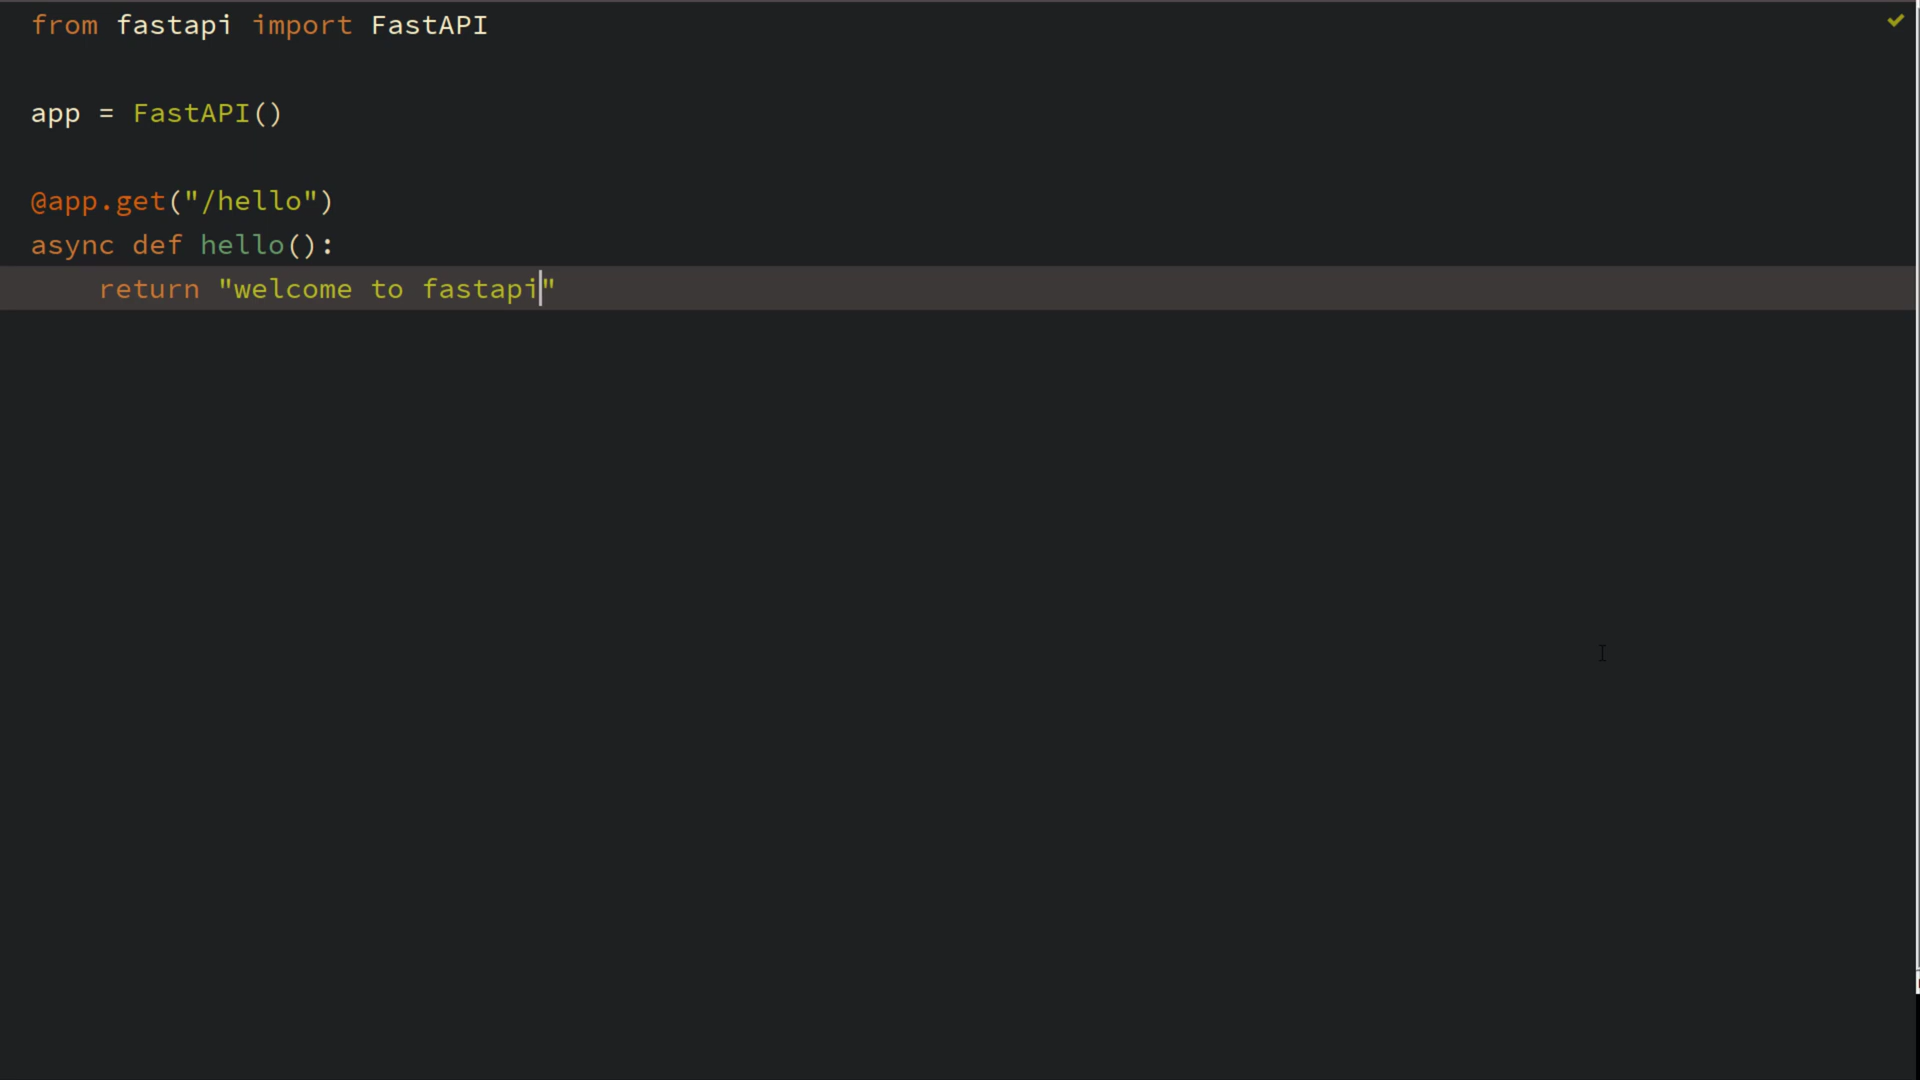 from fastapi import FastAPI
app = FastAPI()
@app.get("/hello")
async def hello():
    return "welcome to fastapi"